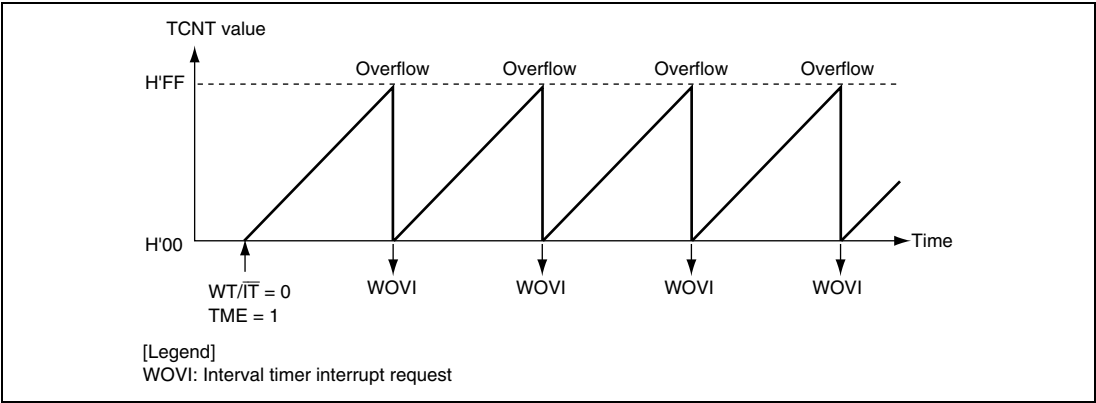 TCNT value
Overflow Overflow Overflow Overflow
H'FF
H'00
Time
WT/I̅T̅ = 0
TME = 1
WOVI WOVI WOVI WOVI
[Legend]
WOVI: Interval timer interrupt request